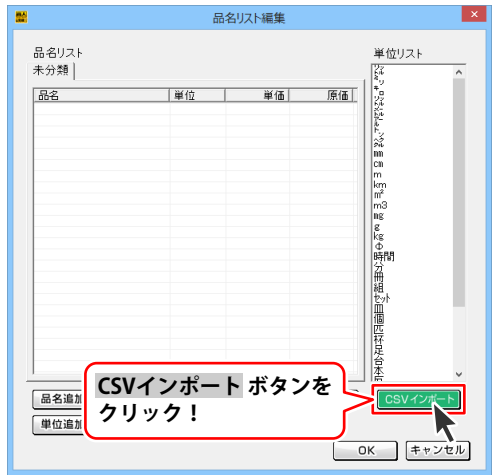 品名リスト編集
品名リスト
単位リスト
未分類
品名 単位 単価 原価
mm
cm
m
km
㎡
m3
mg
g
kg
Φ
時間
分
冊
組
セット
皿
個
匹
杯
足
台
本
CSVインポート ボタンを
クリック！
品名追加
CSVインポート
単位追加
OK
キャンセル